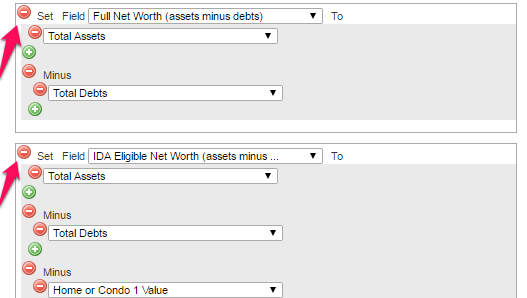 Set Field Full Net Worth (assets minus debts) To
Total Assets
Minus
Total Debts
Set Field IDA Eligible Net Worth (assets minus ... To
Total Assets
Minus
Total Debts
Minus
Home or Condo 1 Value